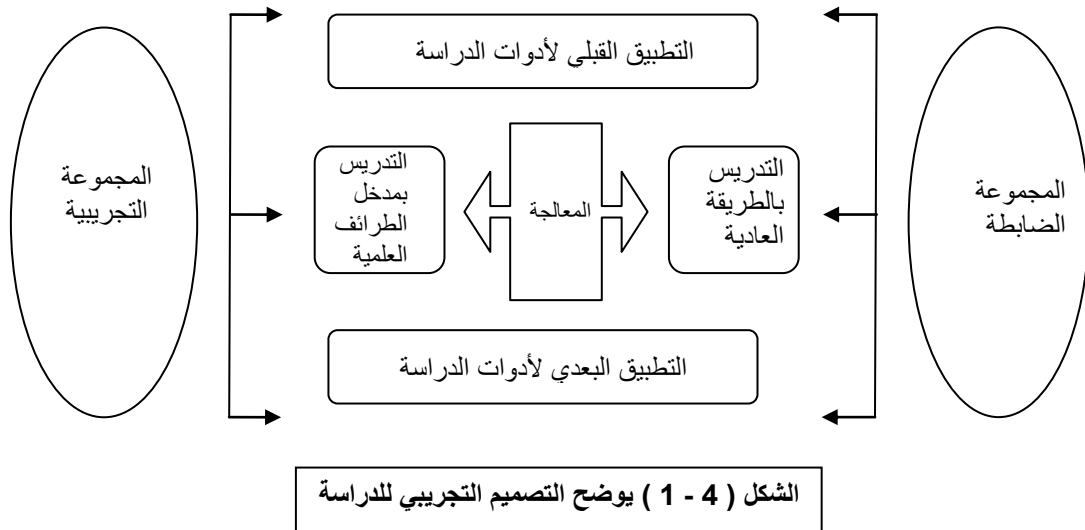 التطبيق القبلي لأدوات الدراسة
المجموعة
الضابطة
التدريس
بالطريقة
العادية
المعالجة
التدريس
بمدخل
الطرائف
العلمية
المجموعة
التجريبية
التطبيق البعدي لأدوات الدراسة
الشكل ( 4 - 1 ) يوضح التصميم التجريبي للدراسة